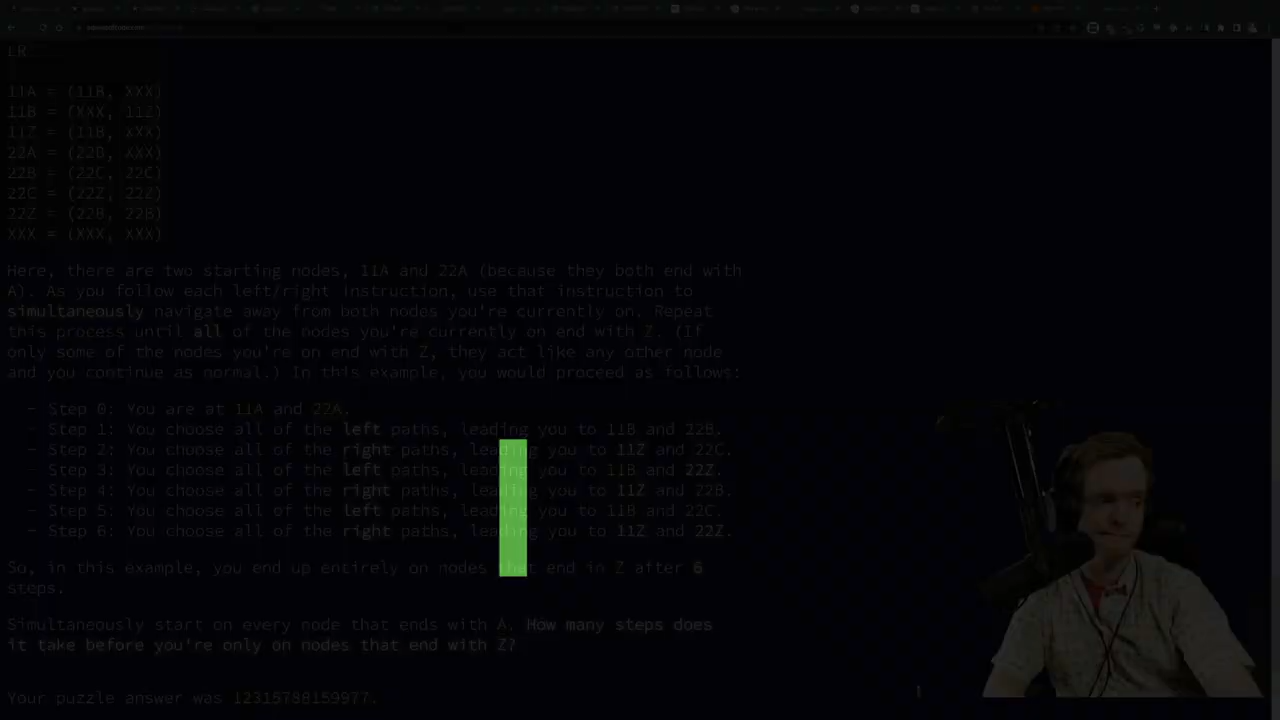 LR
11A = (11B, XXX)
11B = (XXX, 11Z)
11Z = (11B, XXX)
22A = (22B, XXX)
22B = (22C, 22C)
22C = (22Z, 22Z)
22Z = (22B, 22B)
XXX = (XXX, XXX)
Here, there are two starting nodes, 11A and 22A (because they both end with
A). As you follow each left/right instruction, use that instruction to
simultaneously navigate away from both nodes you're currently on. Repeat
this process until all of the nodes you're currently on end with Z. (If
only some of the nodes you're on end with Z, they act like any other node
and you continue as normal.) In this example, you would proceed as follows:
- Step 0: You are at 11A and 22A.
- Step 1: You choose all of the left paths, leading you to 11B and 22B.
- Step 2: You choose all of the right paths, leading you to 11Z and 22C.
- Step 3: You choose all of the left paths, leading you to 11B and 22Z.
- Step 4: You choose all of the right paths, leading you to 11Z and 22B.
- Step 5: You choose all of the left paths, leading you to 11B and 22C.
- Step 6: You choose all of the right paths, leading you to 11Z and 22Z.
So, in this example, you end up entirely on nodes that end in Z after 6
steps.
Simultaneously start on every node that ends with A. How many steps does
it take before you're only on nodes that end with Z?
Your puzzle answer was 12315788159977.